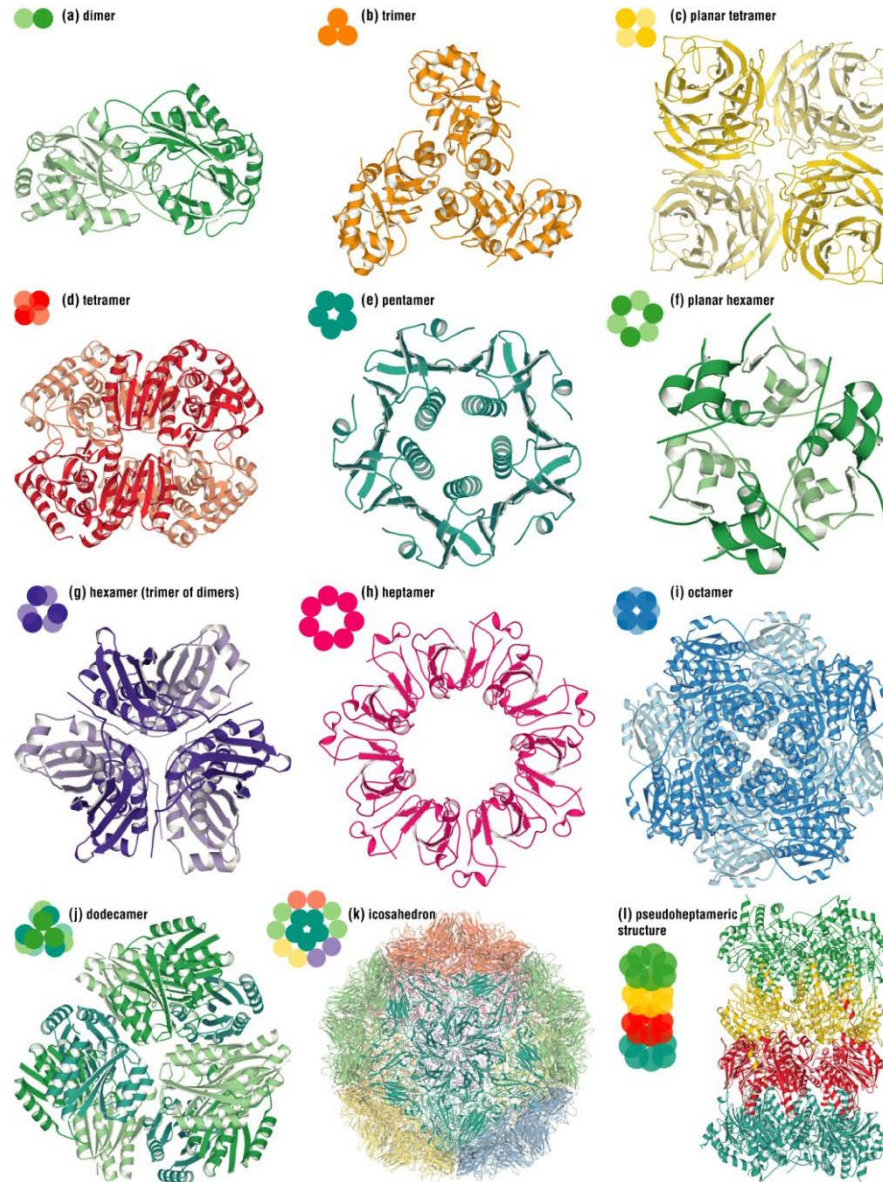 (a) dimer
(b) trimer
(c) planar tetramer
(d) tetramer
(e) pentamer
(f) planar hexamer
(g) hexamer (trimer of dimers)
(h) heptamer
(i) octamer
(j) dodecamer
(k) icosahedron
(l) pseudoheptameric
structure